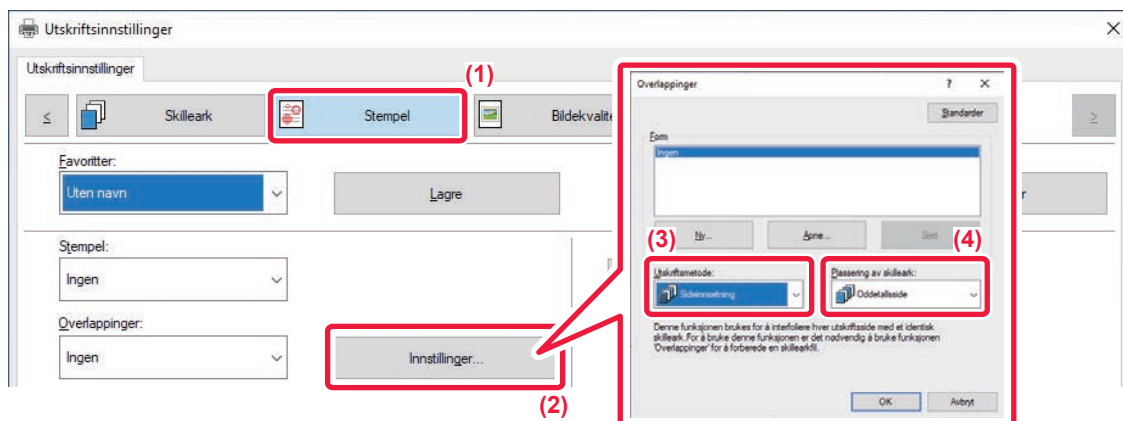 Utskriftsinnstillinger
Utskriftsinnstillinger
(1)
< Skilleark Stempel Bildekvalite >
Favoritter:
Uten navn Lagre r
Stempel:
Ingen
Overlappinger:
Ingen Innstillinger...
(2)
Overlappinger ? X
Standarder
Form
Ingen
Ny... Åpne... Slett
(3) (4)
Utskriftsmetode: Plassering av skilleark:
Sideinnsetning Oddetallsside
Denne funksjonen brukes for å interfoliere hver utskriftsside med et identisk
skilleark. For å bruke denne funksjonen er det nødvendig å bruke funksjonen
'Overlappinger' for å forberede en skillearkfil.
OK Avbryt